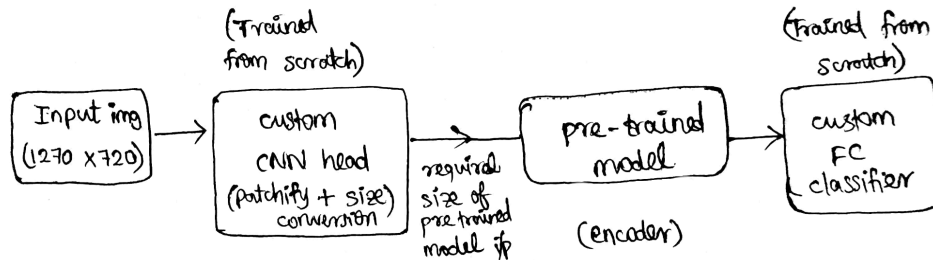 Input img
(1270 x720)
(Trained
from scratch)
custom
CNN head
(patchify + size)
conversion
required
size of
pre trained
model i/p
pre-trained
model
(encoder)
(Trained from
scratch)
custom
FC
classifier